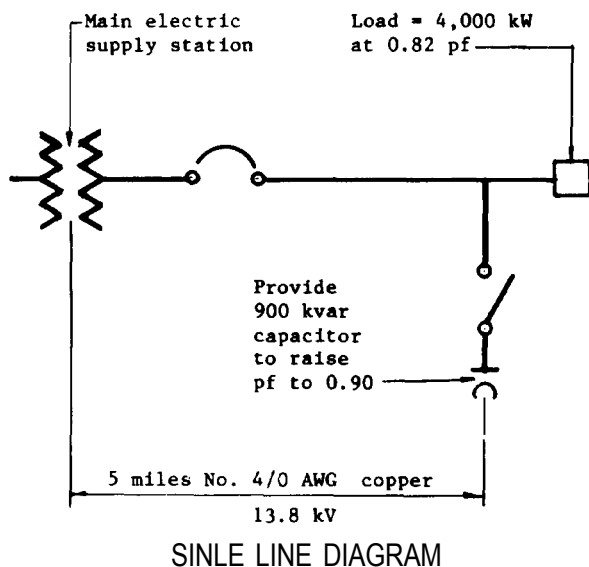 Main electric
supply station
Load = 4,000 kW
at 0.82 pf
Provide
900 kvar
capacitor
to raise
pf to 0.90
5 miles No. 4/0 AWG copper
13.8 kV
SINLE LINE DIAGRAM